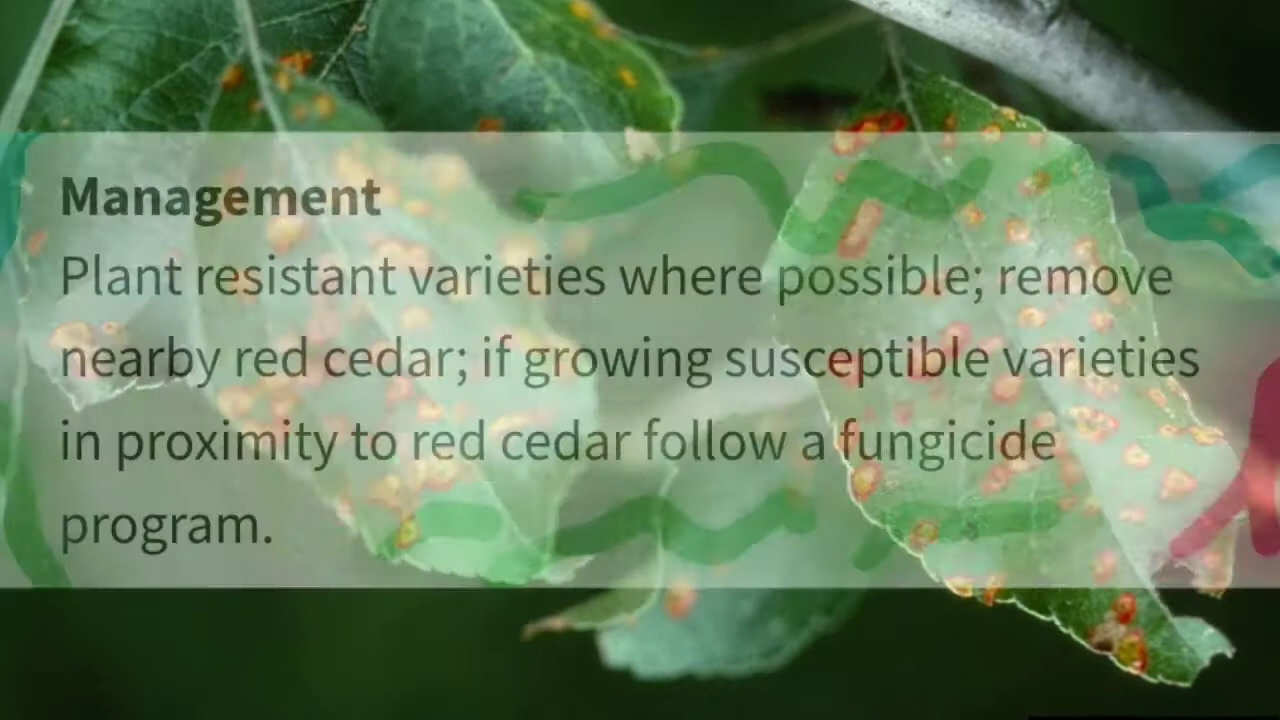 Management
Plant resistant varieties where possible; remove
nearby red cedar; if growing susceptible varieties
in proximity to red cedar follow a fungicide
program.